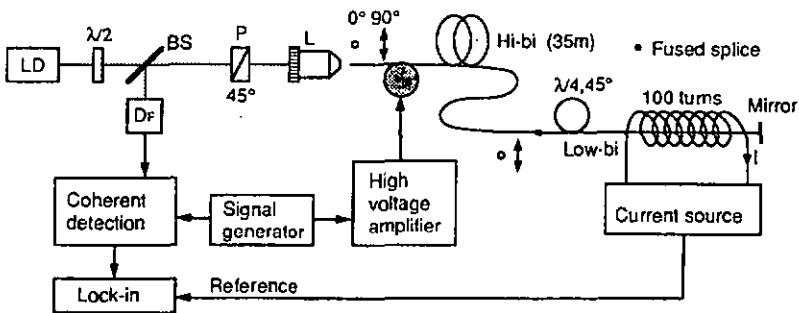 λ/2
BS
P
L
0° 90°
Hi-bi (35m)
• Fused splice
LD
45°
λ/4,45°
100 turns
Mirror
DF
Low-bi
I
Coherent
detection
Signal
generator
High
voltage
amplifier
Current source
Lock-in
Reference